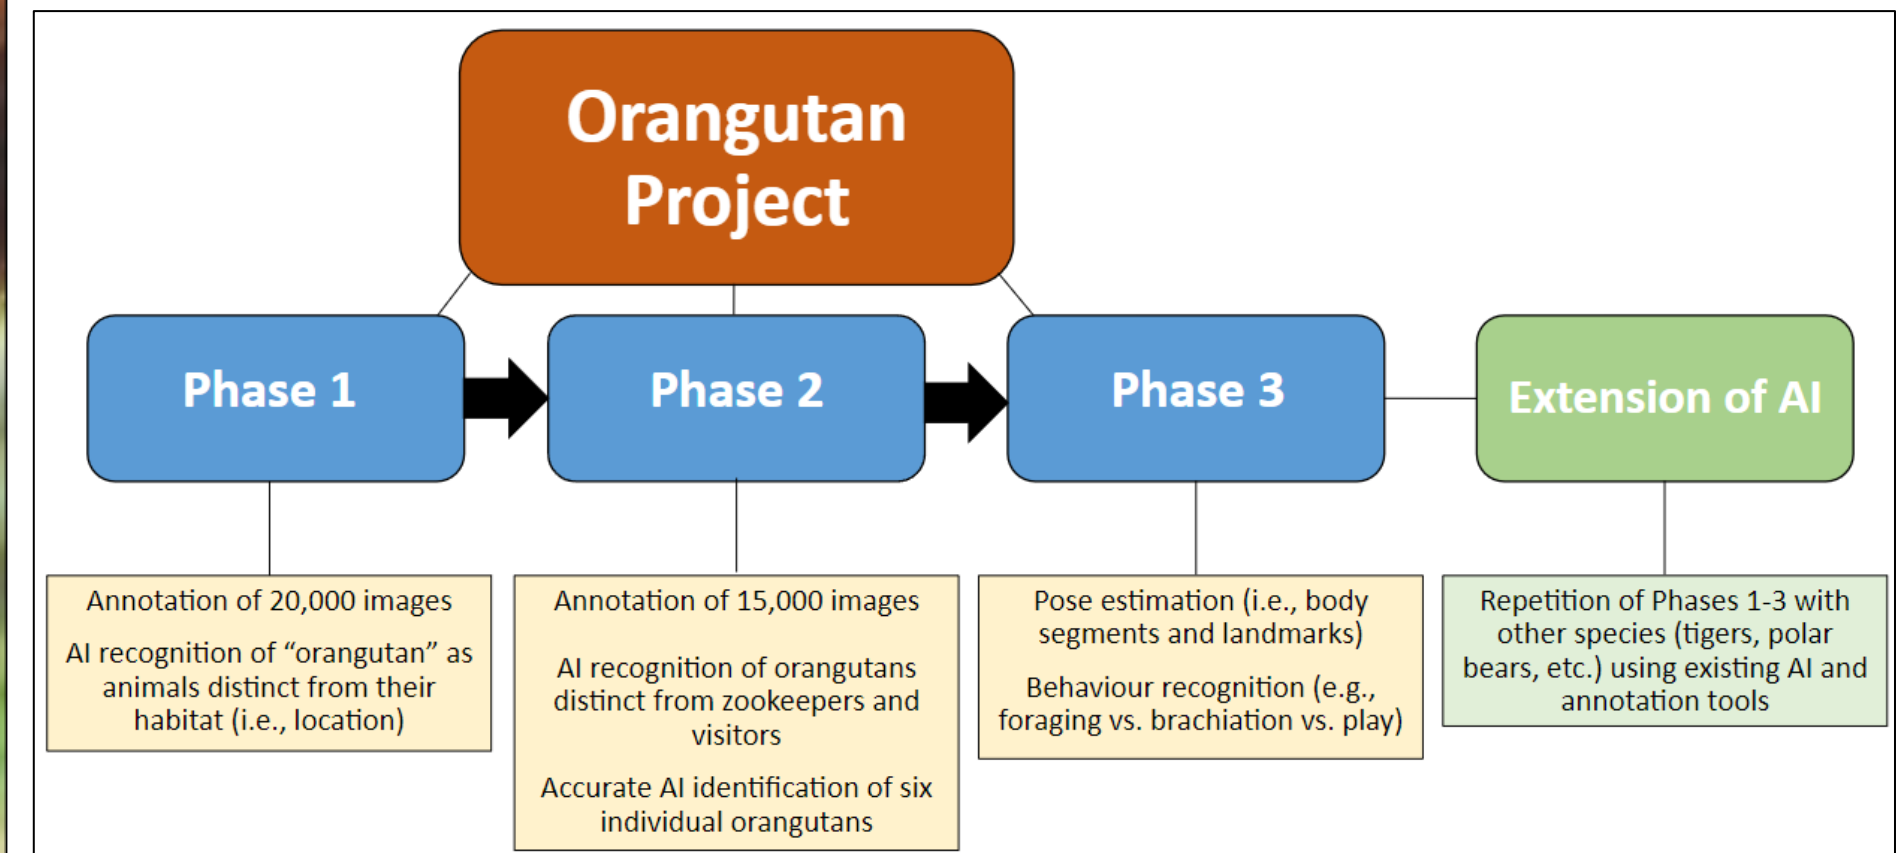 Orangutan
Project
Phase 1
Phase 2
Phase 3
Extension of AI
Annotation of 20,000 images
AI recognition of “orangutan” as
animals distinct from their
habitat (i.e., location)
Annotation of 15,000 images
AI recognition of orangutans
distinct from zookeepers and
visitors
Accurate AI identification of six
individual orangutans
Pose estimation (i.e., body
segments and landmarks)
Behaviour recognition (e.g.,
foraging vs. brachiation vs. play)
Repetition of Phases 1-3 with
other species (tigers, polar
bears, etc.) using existing AI and
annotation tools